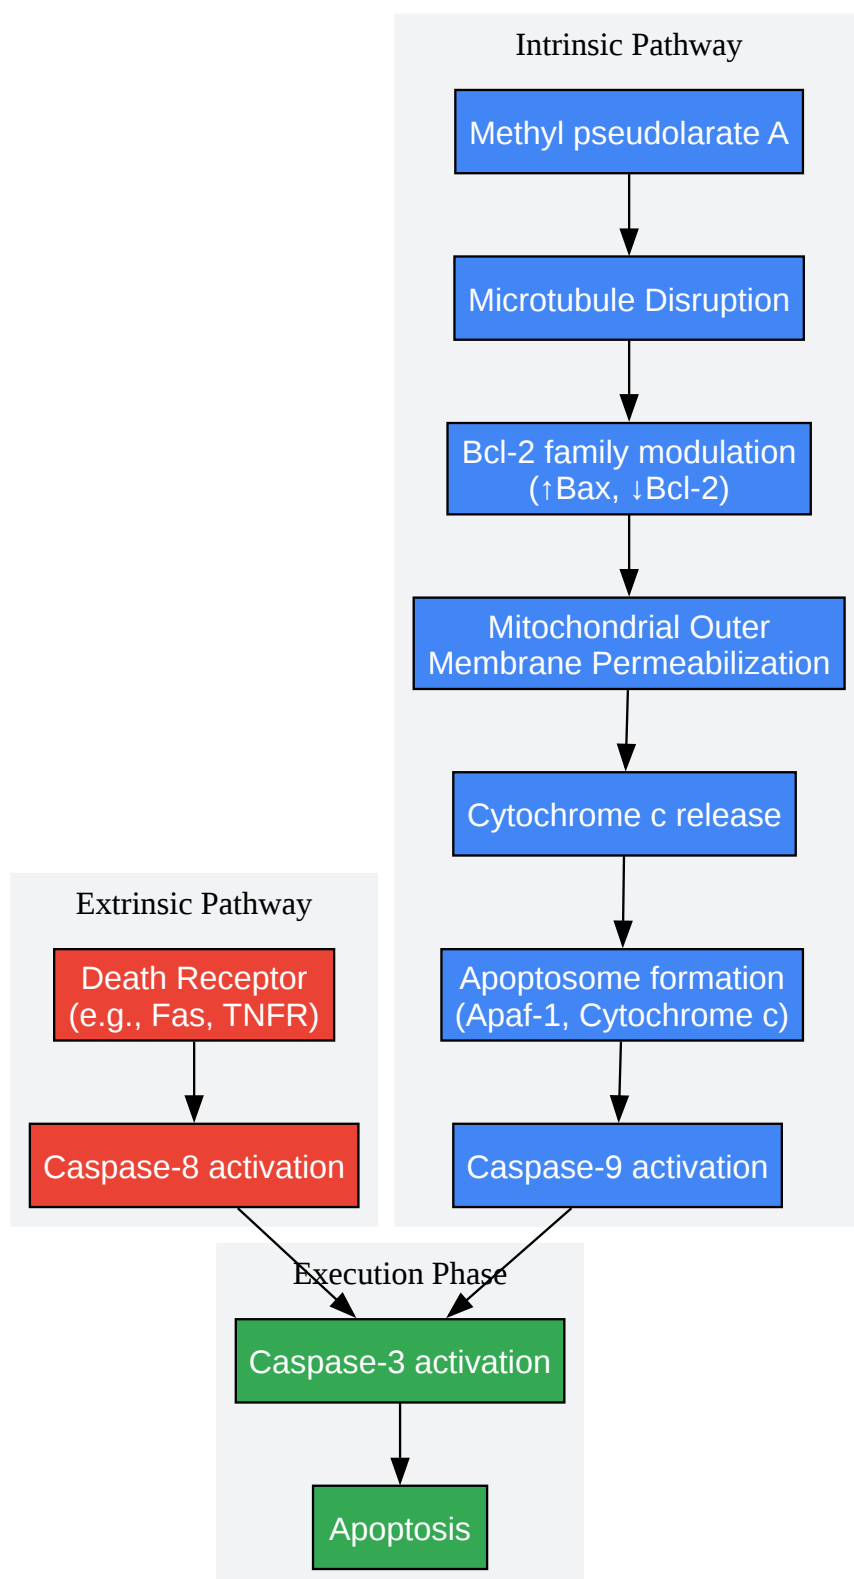 Intrinsic Pathway
Methyl pseudolarate A
Microtubule Disruption
Bcl-2 family modulation
(↑Bax, ↓Bcl-2)
Mitochondrial Outer
Membrane Permeabilization
Cytochrome c release
Apoptosome formation
(Apaf-1, Cytochrome c)
Caspase-9 activation
Extrinsic Pathway
Death Receptor
(e.g., Fas, TNFR)
Caspase-8 activation
Execution Phase
Caspase-3 activation
Apoptosis